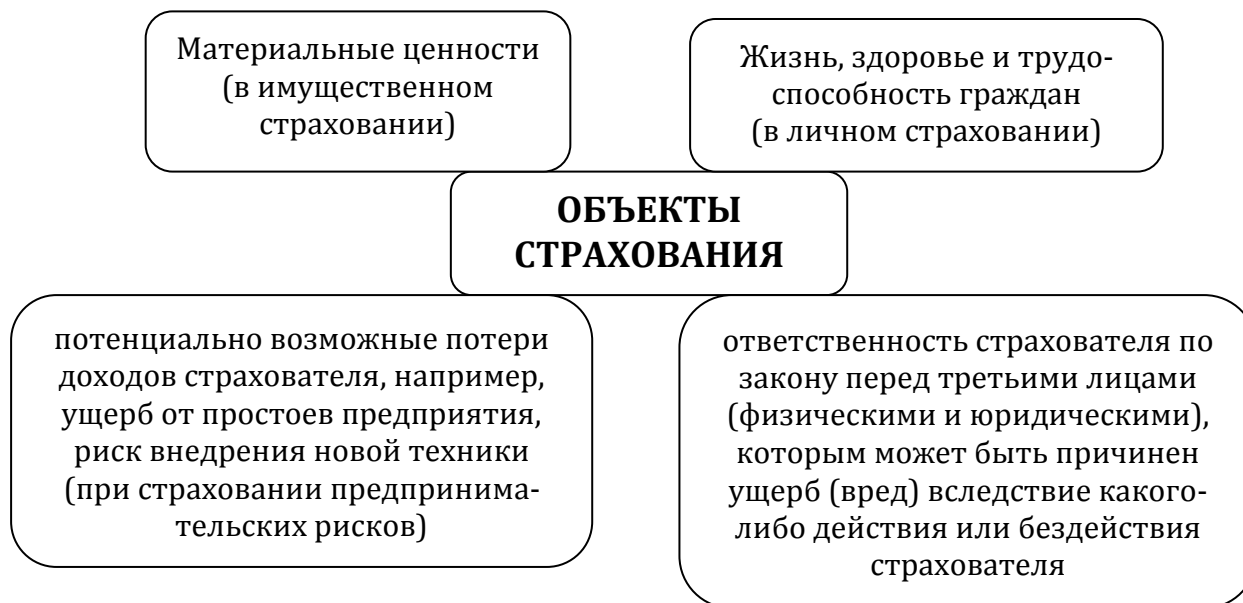 Материальные ценности
(в имущественном
страховании)
Жизнь, здоровье и трудо-
способность граждан
(в личном страховании)
ОБЪЕКТЫ
СТРАХОВАНИЯ
потенциально возможные потери
доходов страхователя, например,
ущерб от простоев предприятия,
риск внедрения новой техники
(при страховании предпринима-
тельских рисков)
ответственность страхователя по
закону перед третьими лицами
(физическими и юридическими),
которым может быть причинен
ущерб (вред) вследствие какого-
либо действия или бездействия
страхователя